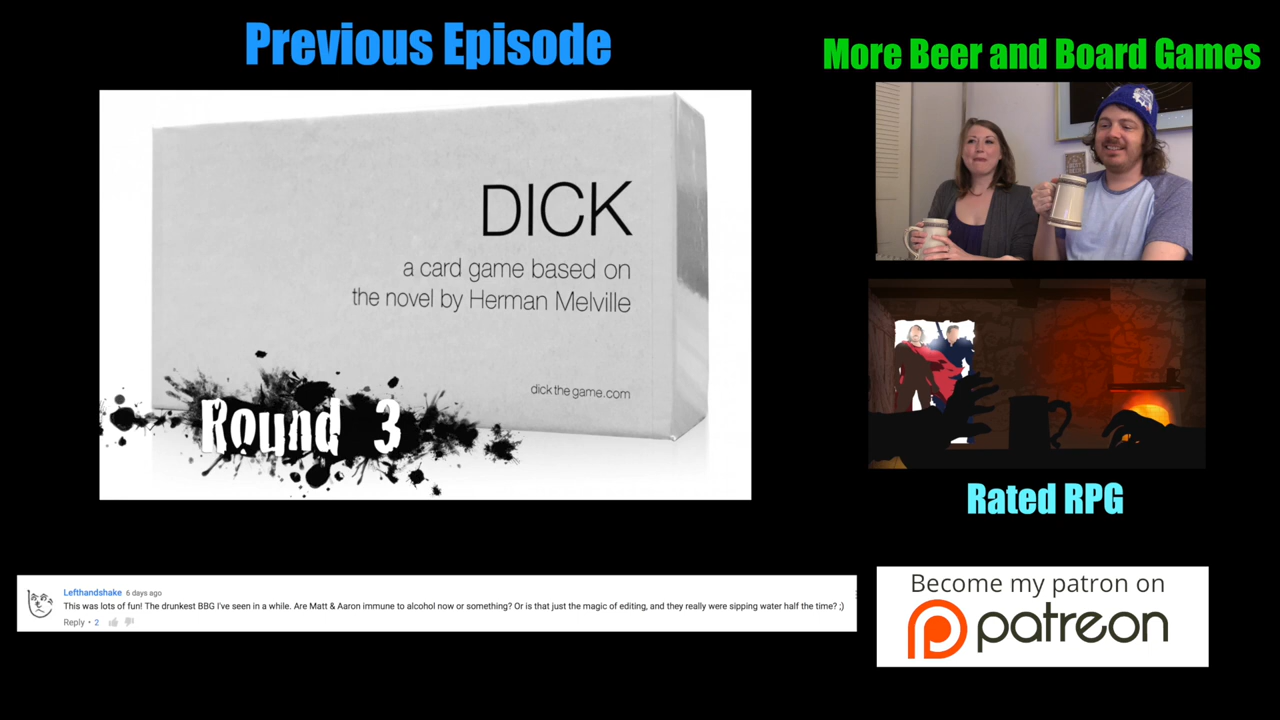 Previous Episode
More Beer and Board Games
DICK
a card game based on
the novel by Herman Melville
dickthegame.com
Round 3
Rated RPG
Lefthandshake 6 days ago
This was lots of fun! The drunkest BBG I've seen in a while. Are Matt & Aaron immune to alcohol now or something? Or is that just the magic of editing, and they really were sipping water half the time? ;)
Reply • 2
Become my patron on
patreon